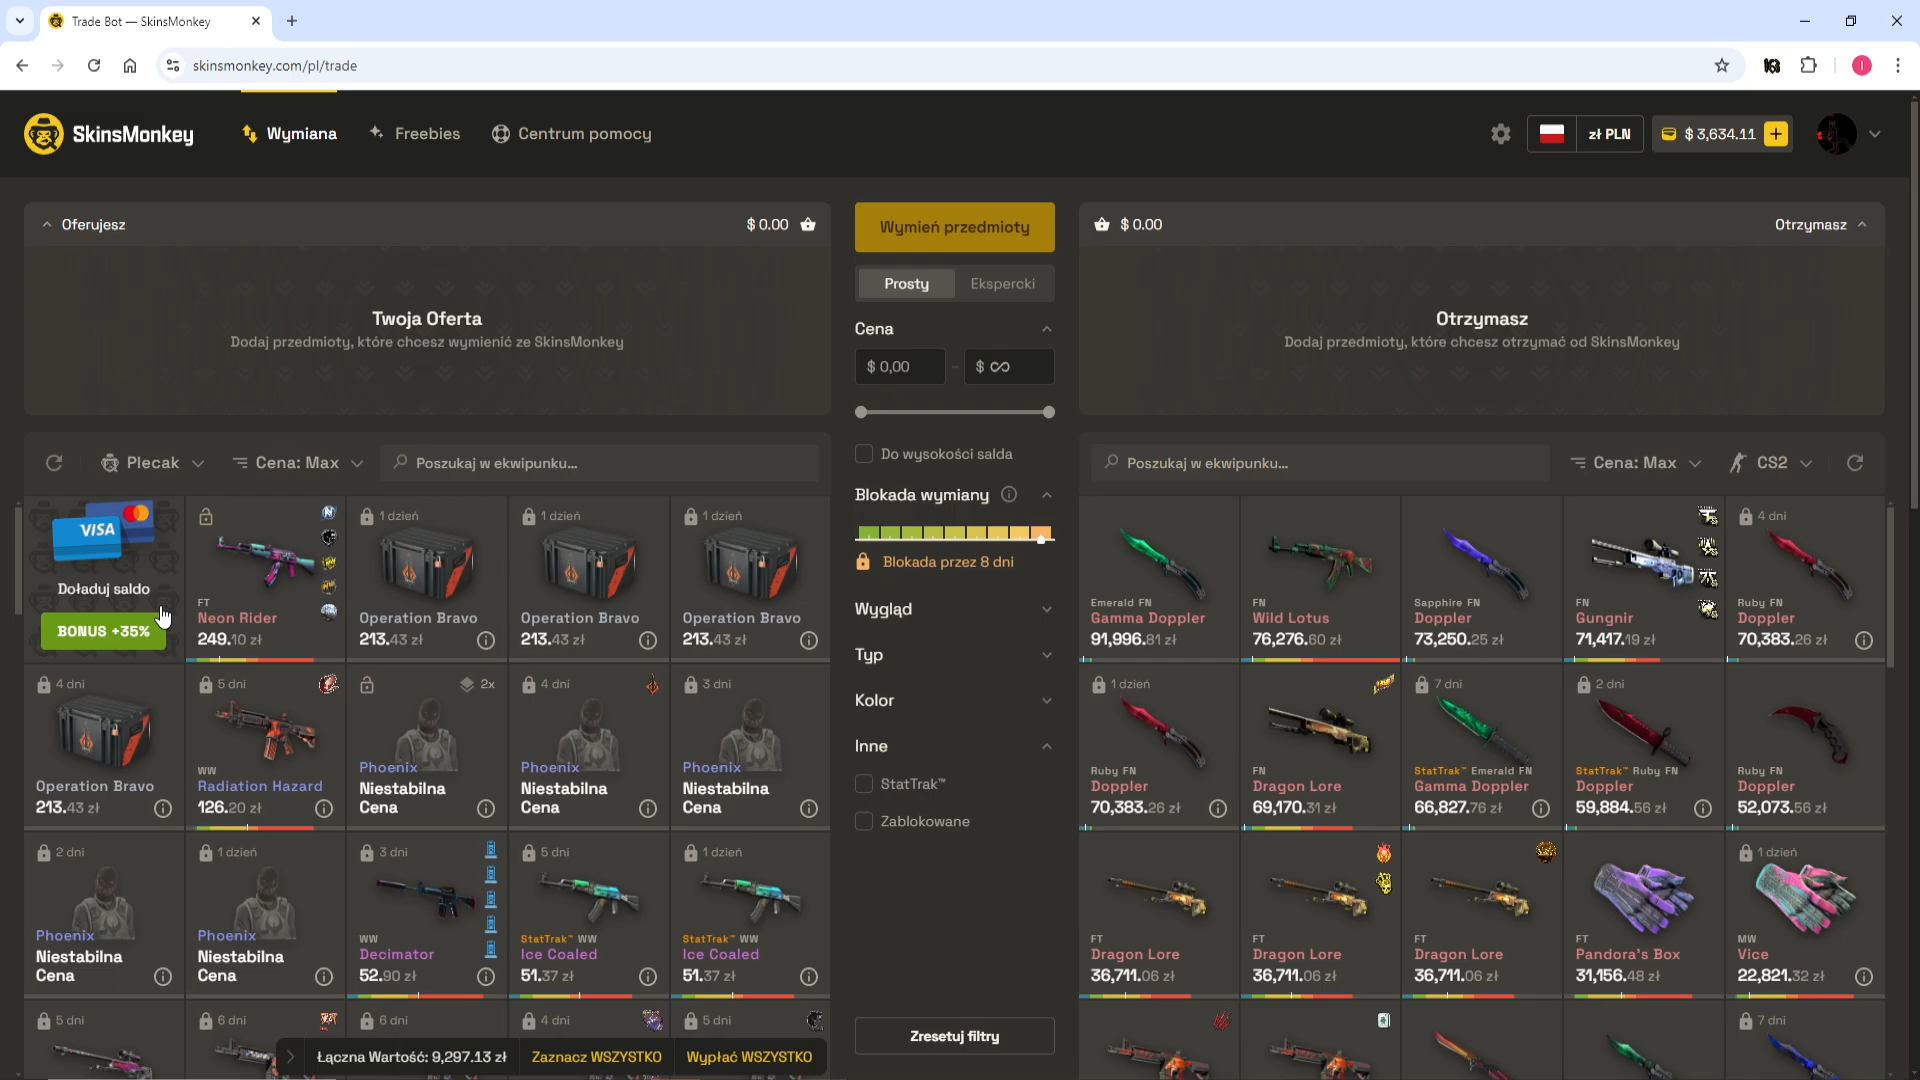 Trade Bot — SkinsMonkey
skinsmonkey.com/pl/trade
SkinsMonkey
Wymiana
Freebies
Centrum pomocy
zł PLN
$ 3,634.11
Oferujesz
$ 0.00
Twoja Oferta
Dodaj przedmioty, które chcesz wymienić ze SkinsMonkey
Wymień przedmioty
Prosty
Ekspercki
$ 0.00
Otrzymasz
Otrzymasz
Dodaj przedmioty, które chcesz otrzymać od SkinsMonkey
Cena
$ 0,00
-
$ ∞
Do wysokości salda
Blokada wymiany
Blokada przez 8 dni
Wygląd
Typ
Kolor
Inne
StatTrak™
Zablokowane
Zresetuj filtry
Plecak
Cena: Max
Poszukaj w ekwipunku...
VISA
Doładuj saldo
BONUS +35%
FT
Neon Rider
249.10 zł
1 dzień
Operation Bravo
213.43 zł
1 dzień
Operation Bravo
213.43 zł
1 dzień
Operation Bravo
213.43 zł
4 dni
Operation Bravo
213.43 zł
5 dni
WW
Radiation Hazard
126.20 zł
2x
Phoenix
Niestabilna
Cena
4 dni
Phoenix
Niestabilna
Cena
3 dni
Phoenix
Niestabilna
Cena
2 dni
Phoenix
Niestabilna
Cena
1 dzień
Phoenix
Niestabilna
Cena
3 dni
WW
Decimator
52.90 zł
5 dni
StatTrak™ WW
Ice Coaled
51.37 zł
1 dzień
StatTrak™ WW
Ice Coaled
51.37 zł
5 dni
6 dni
6 dni
4 dni
5 dni
Łączna Wartość: 9,297.13 zł
Zaznacz WSZYSTKO
Wypłać WSZYSTKO
Poszukaj w ekwipunku...
Cena: Max
CS2
Emerald FN
Gamma Doppler
91,996.81 zł
FN
Wild Lotus
76,276.60 zł
Sapphire FN
Doppler
73,250.25 zł
FN
Gungnir
71,417.19 zł
4 dni
Ruby FN
Doppler
70,383.26 zł
1 dzień
Ruby FN
Doppler
70,383.26 zł
FN
Dragon Lore
69,170.31 zł
7 dni
StatTrak™ Emerald FN
Gamma Doppler
66,827.76 zł
2 dni
StatTrak™ Ruby FN
Doppler
59,884.56 zł
Ruby FN
Doppler
52,073.56 zł
FT
Dragon Lore
36,711.06 zł
FT
Dragon Lore
36,711.06 zł
FT
Dragon Lore
36,711.06 zł
FT
Pandora's Box
31,156.48 zł
1 dzień
MW
Vice
22,821.32 zł
7 dni